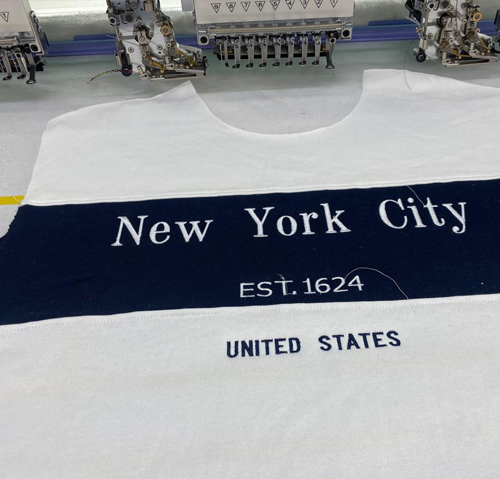 New York City
EST. 1624
UNITED STATES